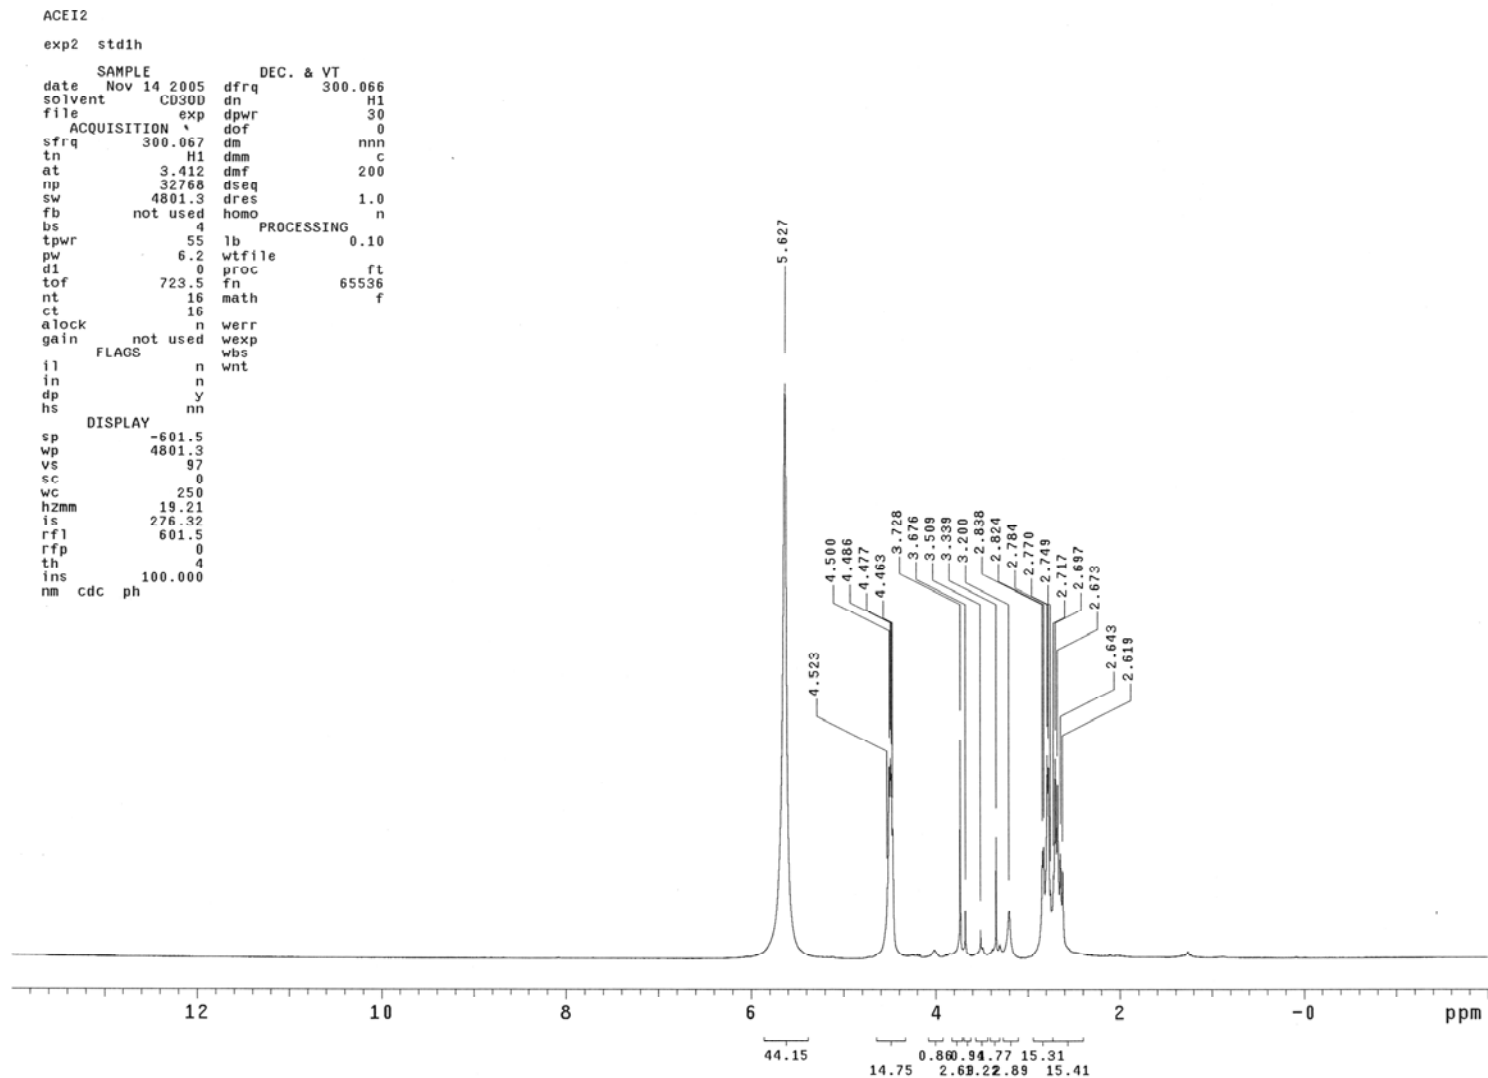 ACEI2
exp2 std1h
SAMPLE DEC. & VT
date Nov 14 2005 dfrq 300.066
solvent CD3OD dn H1
file exp dpwr 30
ACQUISITION dof 0
sfrq 300.067 dm nnn
tn H1 dmm c
at 3.412 dmf 200
np 32768 dseq
sw 4801.3 dres 1.0
fb not used homo n
bs 4 PROCESSING
tpwr 55 lb 0.10
pw 6.2 wtfile
d1 0 proc ft
tof 723.5 fn 65536
nt 16 math f
ct 16
alock n werr
gain not used wexp
FLAGS wbs
il n wnt
in n
dp y
hs nn
DISPLAY
sp -601.5
wp 4801.3
vs 97
sc 0
wc 250
hzmm 19.21
is 276.32
rfl 601.5
rfp 0
th 4
ins 100.000
nm cdc ph
5.627
4.523
4.500
4.486
4.477
4.463
3.728
3.676
3.509
3.339
3.200
2.838
2.824
2.784
2.770
2.749
2.717
2.697
2.673
2.643
2.619
12 10 8 6 4 2 -0 ppm
44.15 0.86 0.94 1.77 15.31
14.75 2.89 15.41